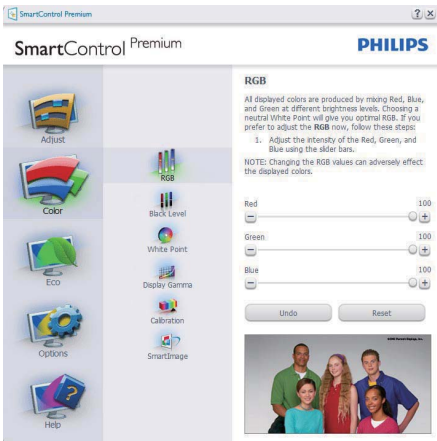 SmartControl Premium
SmartControl Premium
PHILIPS
Adjust
Color
Eco
Options
Help
RGB
Black Level
White Point
Display Gamma
Calibration
SmartImage
RGB
All displayed colors are produced by mixing Red, Blue,
and Green at different brightness levels. Choosing a
neutral White Point will give you optimal RGB. If you
prefer to adjust the RGB now, follow these steps:
1. Adjust the intensity of the Red, Green, and
Blue using the slider bars.
NOTE: Changing the RGB values can adversely effect
the displayed colors.
Red 100
Green 100
Blue 100
Undo Reset